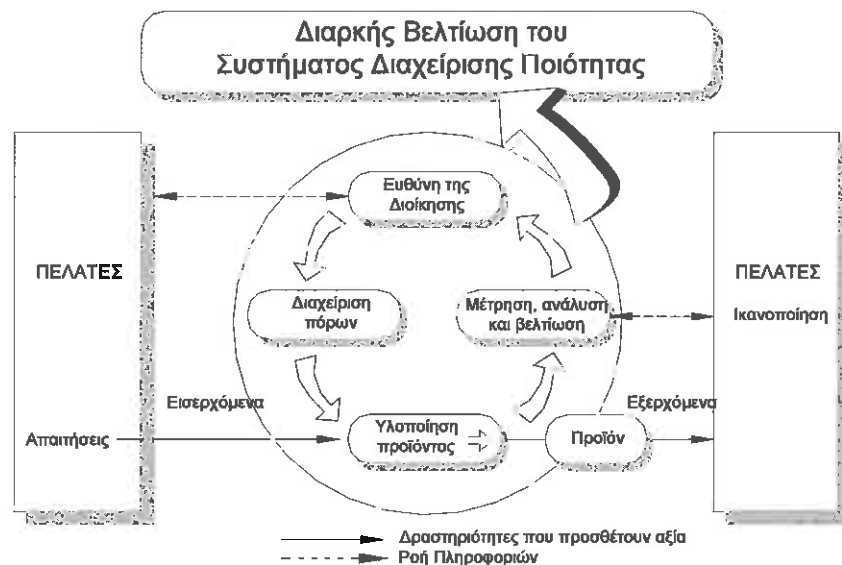 Διαρκής Βελτίωση του
Συστήματος Διαχείρισης Ποιότητας
Ευθύνη της
Διοίκησης
ΠΕΛΑΤΕΣ
Διαχείριση
πόρων
Μέτρηση, ανάλυση
και βελτίωση
ΠΕΛΑΤΕΣ
Ικανοποίηση
Εισερχόμενα
Εξερχόμενα
Απαιτήσεις
Υλοποίηση
προϊόντος
Προϊόν
Δραστηριότητες που προσθέτουν αξία
Ροή Πληροφοριών